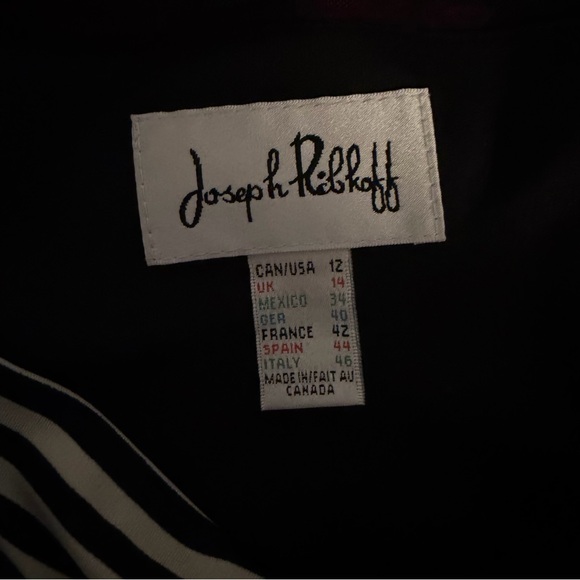 Joseph Ribkoff
CAN/USA 12
UK 14
MEXICO 34
GER 40
FRANCE 42
SPAIN 44
ITALY 46
MADE IN/FAIT AU
CANADA